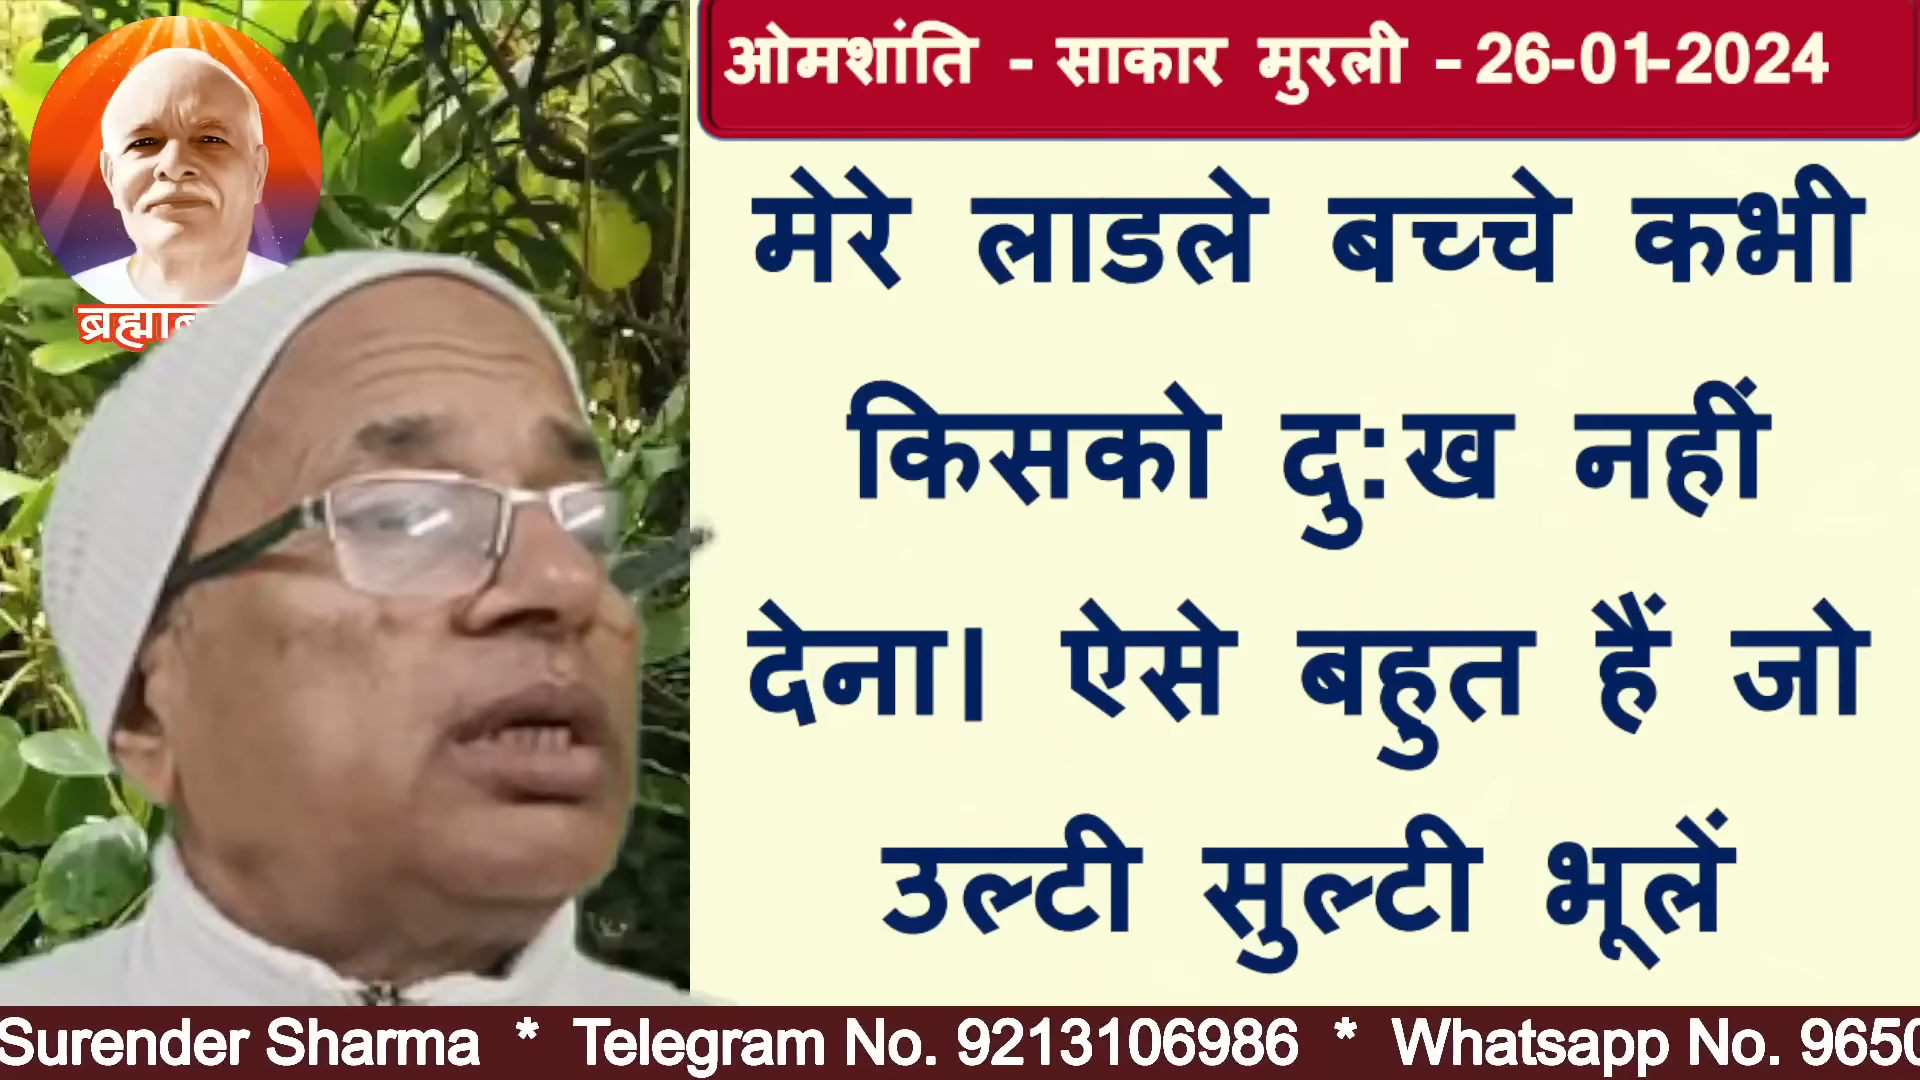 ओमशांति - साकार मुरली - 26-01-2024
मेरे लाडले बच्चे कभी
किसको दु:ख नहीं
देना। ऐसे बहुत हैं जो
उल्टी सुल्टी भूलें
Surender Sharma * Telegram No. 9213106986 * Whatsapp No. 9650